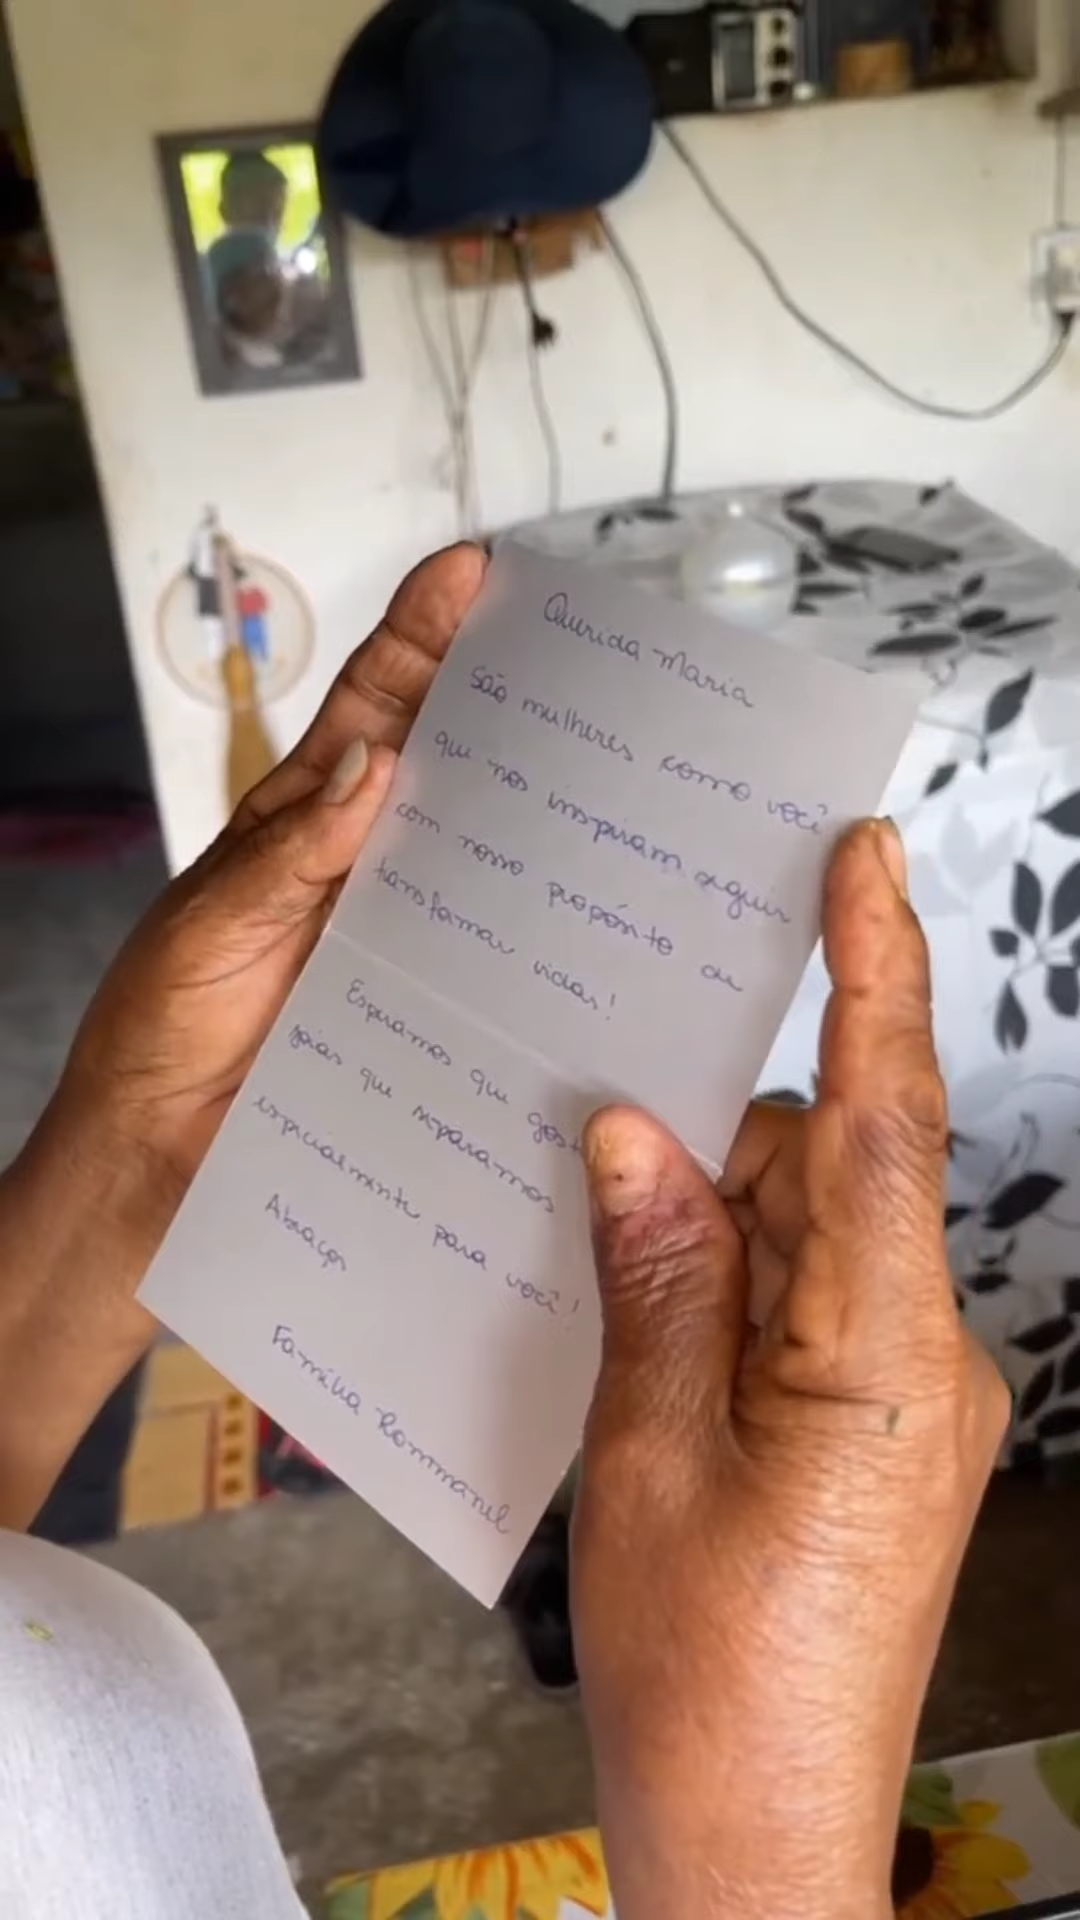 Querida Maria
são mulheres como você
que nos inspiram seguir
com nosso propósito de
transformar vidas!
Esperamos que gost
joias que separamos
especialmente para você!
Abraços
Família Rommanel